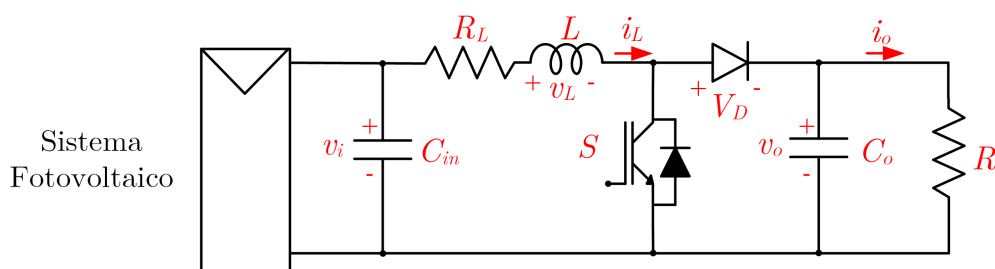 Sistema
Fotovoltaico
v_i
+
-
C_in
R_L
L
+ v_L -
i_L
S
+ V_D -
v_o
+
-
C_o
i_o
R